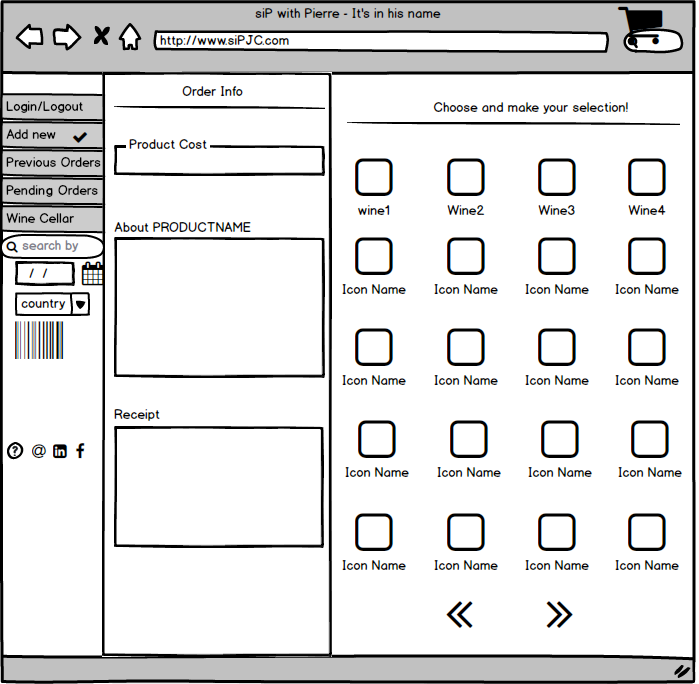 siP with Pierre - It's in his name
http://www.siPJC.com
Login/Logout
Add new
Previous Orders
Pending Orders
Wine Cellar
search by
/ /
country
?
@
in
f
Order Info
Product Cost
About PRODUCTNAME
Receipt
Choose and make your selection!
wine1 Wine2 Wine3 Wine4
Icon Name Icon Name Icon Name Icon Name
Icon Name Icon Name Icon Name Icon Name
Icon Name Icon Name Icon Name Icon Name
Icon Name Icon Name Icon Name Icon Name